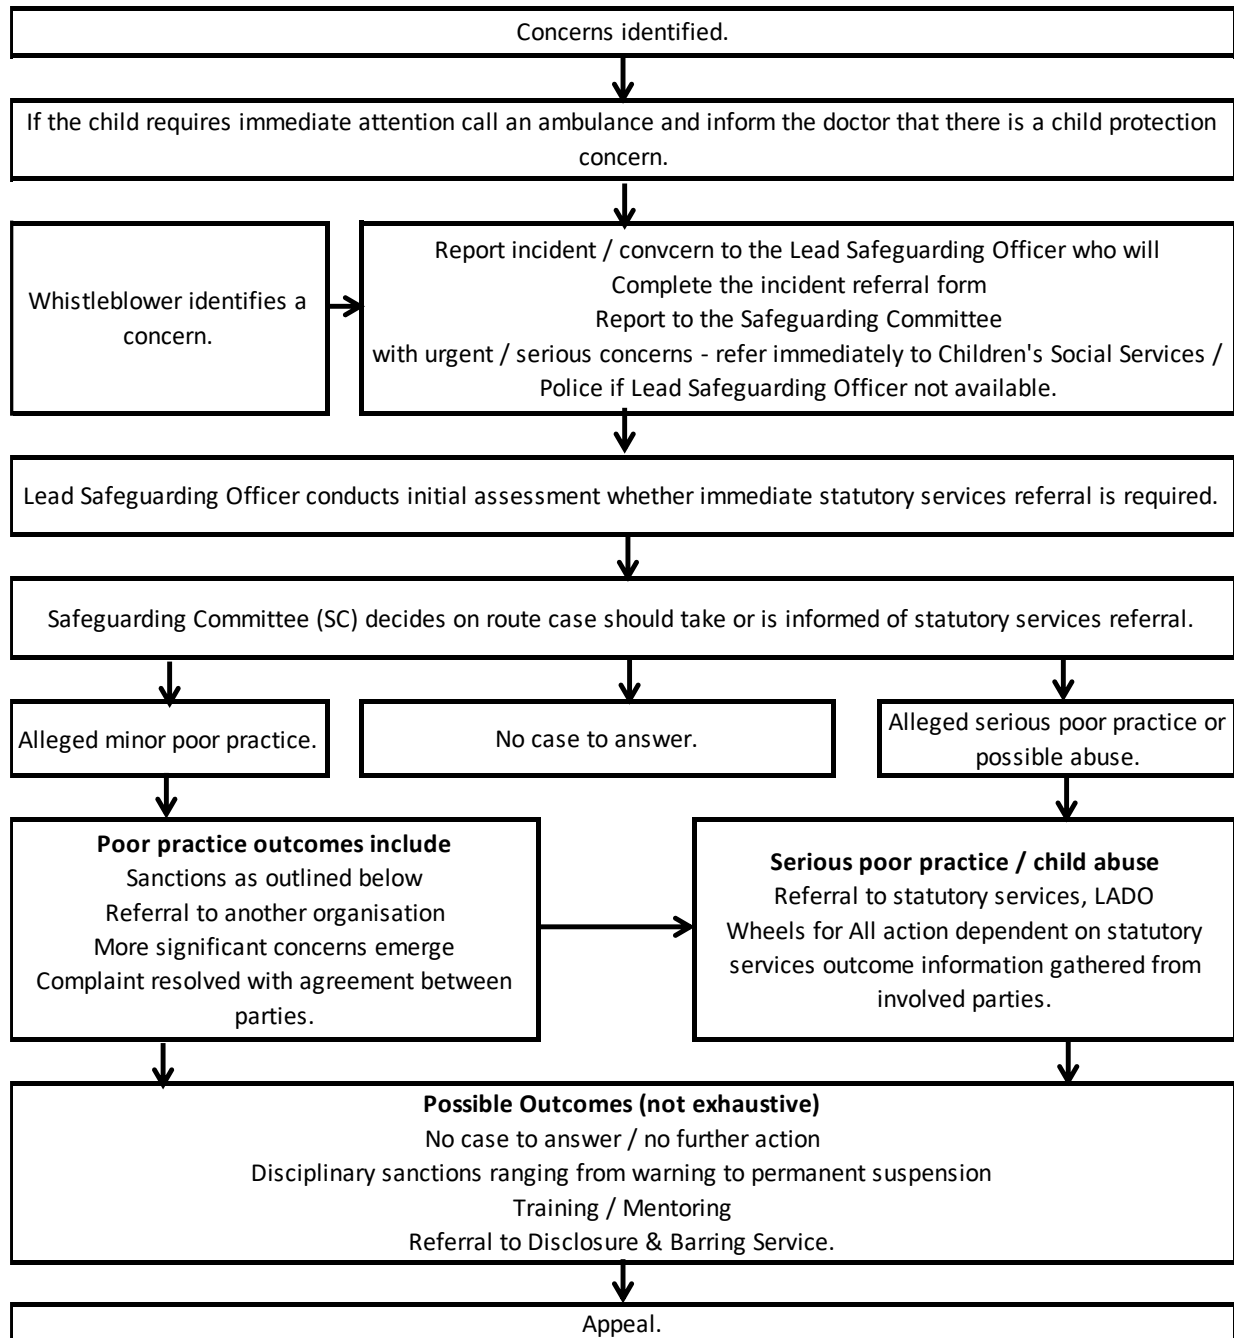 Concerns identified.
If the child requires immediate attention call an ambulance and inform the doctor that there is a child protection
concern.
Whistleblower identifies a
concern.
Report incident / convcern to the Lead Safeguarding Officer who will
Complete the incident referral form
Report to the Safeguarding Committee
with urgent / serious concerns - refer immediately to Children's Social Services /
Police if Lead Safeguarding Officer not available.
Lead Safeguarding Officer conducts initial assessment whether immediate statutory services referral is required.
Safeguarding Committee (SC) decides on route case should take or is informed of statutory services referral.
Alleged minor poor practice.
No case to answer.
Alleged serious poor practice or
possible abuse.
Poor practice outcomes include
Sanctions as outlined below
Referral to another organisation
More significant concerns emerge
Complaint resolved with agreement between
parties.
Serious poor practice / child abuse
Referral to statutory services, LADO
Wheels for All action dependent on statutory
services outcome information gathered from
involved parties.
Possible Outcomes (not exhaustive)
No case to answer / no further action
Disciplinary sanctions ranging from warning to permanent suspension
Training / Mentoring
Referral to Disclosure & Barring Service.
Appeal.